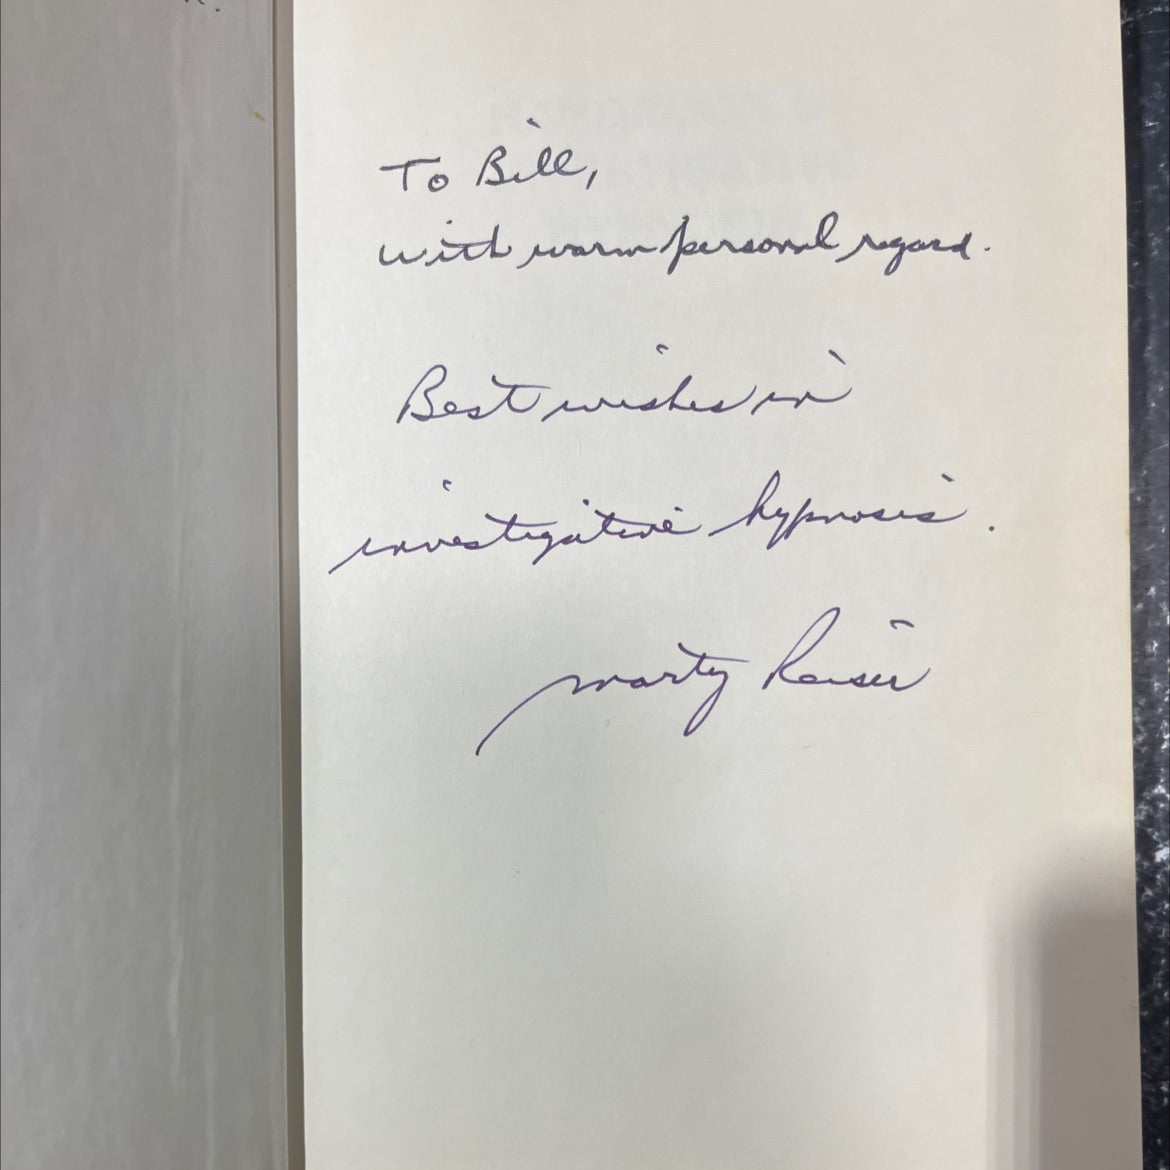 To Bill,
with warm personal regard.
Best wishes in
investigative hypnosis.
Marty Reiser